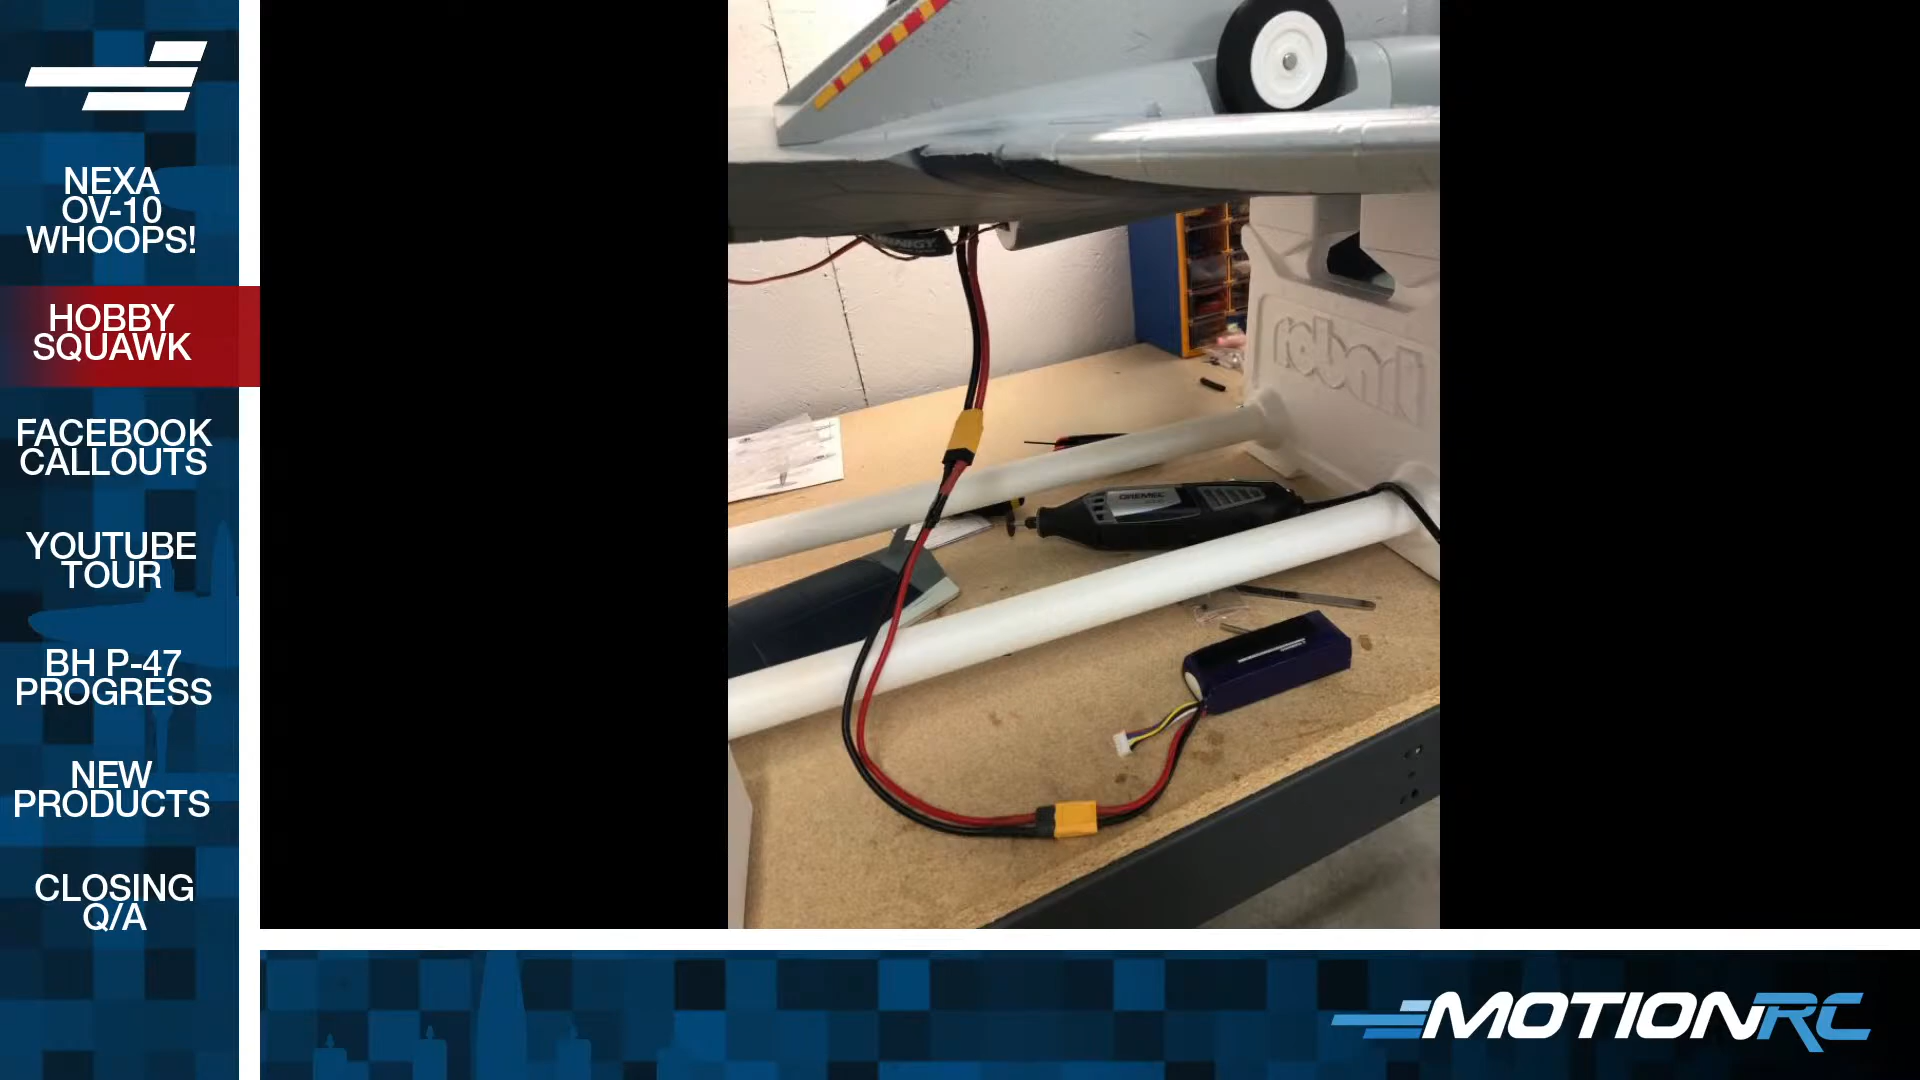 NEXA
OV-10
WHOOPS!
HOBBY
SQUAWK
FACEBOOK
CALLOUTS
YOUTUBE
TOUR
BH P-47
PROGRESS
NEW
PRODUCTS
CLOSING
Q/A
DREMEL
MOTIONRC